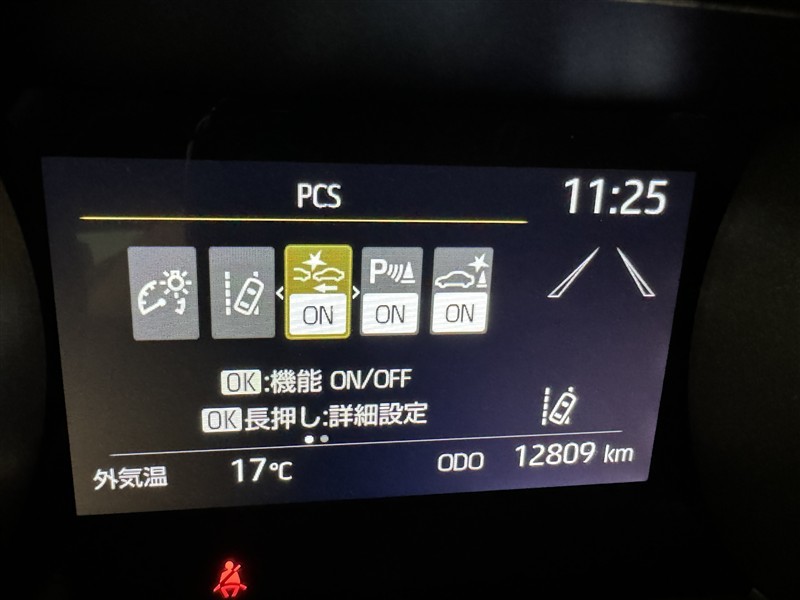 PCS
11:25
P
ON ON ON
OK:機能 ON/OFF
OK長押し:詳細設定
外気温 17℃ ODO 12809 km